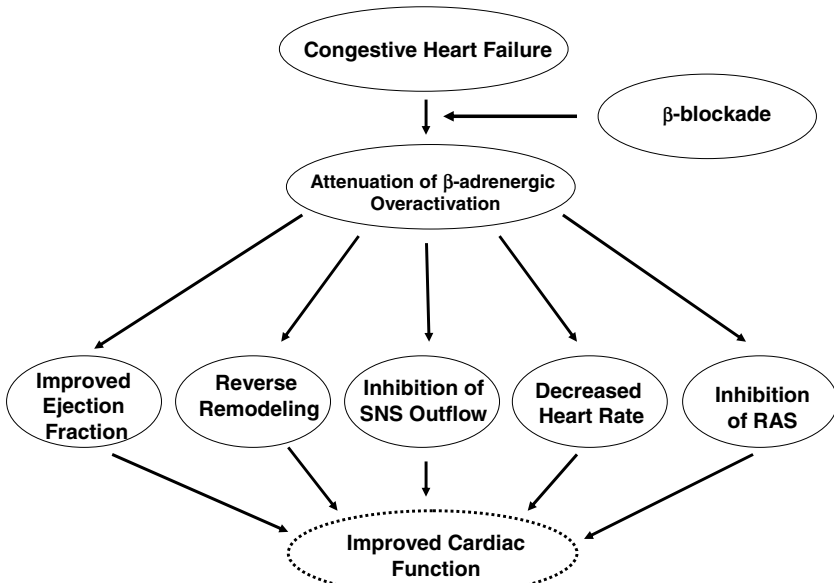 Congestive Heart Failure
β-blockade
Attenuation of β-adrenergic
Overactivation
Improved
Ejection
Fraction
Reverse
Remodeling
Inhibition of
SNS Outflow
Decreased
Heart Rate
Inhibition
of RAS
Improved Cardiac
Function